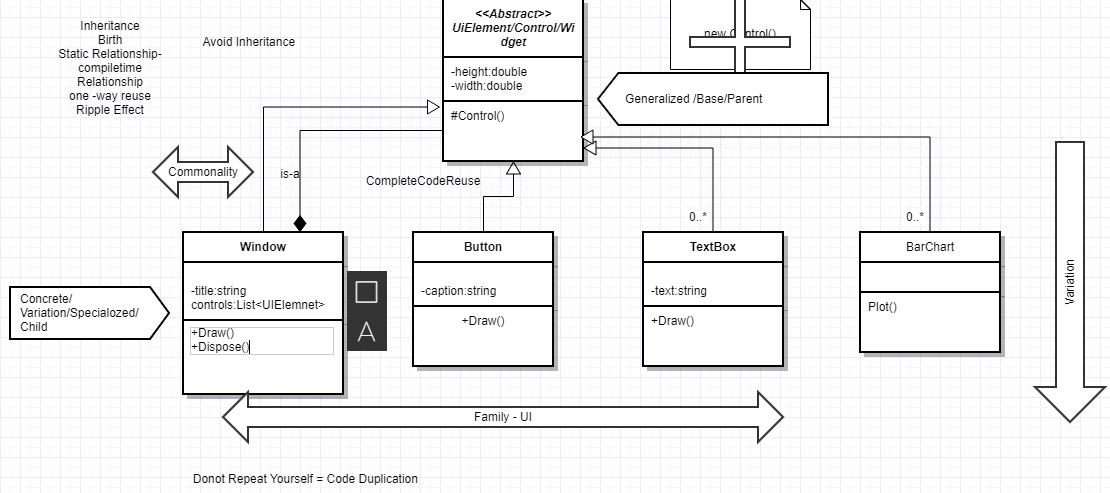 Inheritance
Birth
Static Relationship-
compiletime
Relationship
one -way reuse
Ripple Effect
Avoid Inheritance
<<Abstract>>
UiElement/Control/Wi
dget
-height:double
-width:double
#Control()
new Control()
Generalized /Base/Parent
Commonality
is-a
CompleteCodeReuse
0..*
0..*
Variation
Concrete/
Variation/Specialozed/
Child
Window
-title:string
controls:List<UIElemnet>
+Draw()
+Dispose()
A
Button
-caption:string
+Draw()
TextBox
-text:string
+Draw()
BarChart
Plot()
Family - UI
Donot Repeat Yourself = Code Duplication